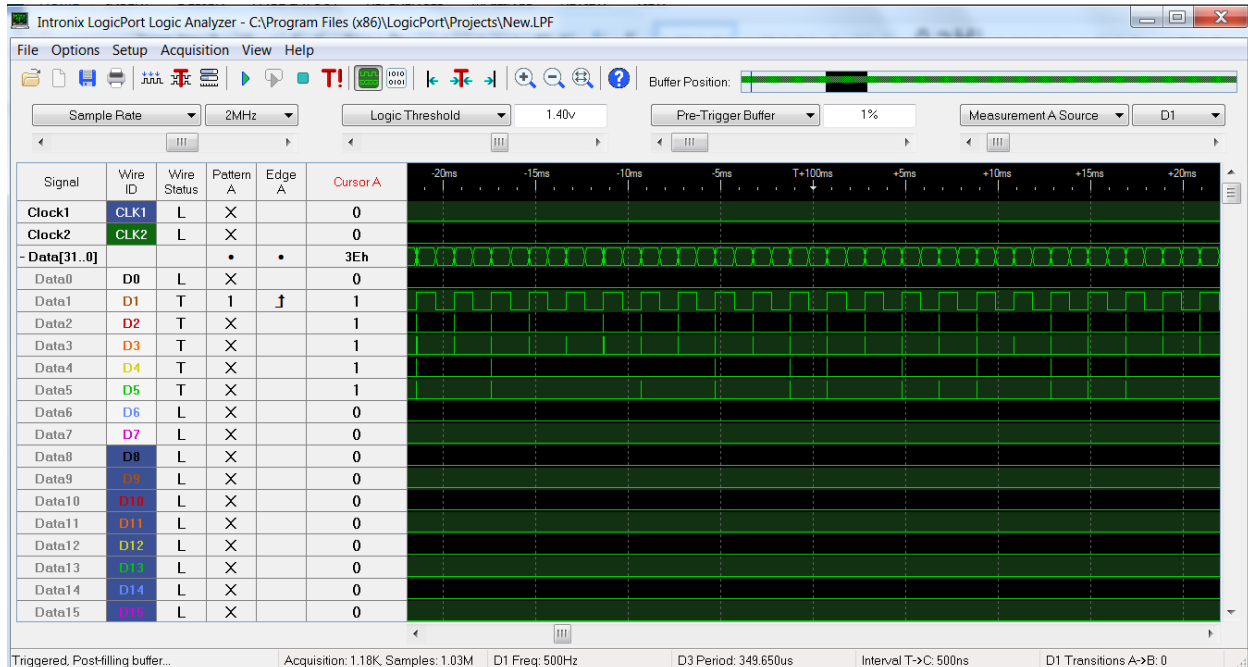 Intronix LogicPort Logic Analyzer - C:\Program Files (x86)\LogicPort\Projects\New.LPF
File Options Setup Acquisition View Help
T! 1010 0101 ? Buffer Position:
Sample Rate 2MHz Logic Threshold 1.40v Pre-Trigger Buffer 1% Measurement A Source D1
Signal Wire ID Wire Status Pattern A Edge A Cursor A -20ms -15ms -10ms -5ms T+100ms +5ms +10ms +15ms +20ms
Clock1 CLK1 L X 0
Clock2 CLK2 L X 0
- Data[31..0] • • 3Eh
Data0 D0 L X 0
Data1 D1 T 1 1
Data2 D2 T X 1
Data3 D3 T X 1
Data4 D4 T X 1
Data5 D5 T X 1
Data6 D6 L X 0
Data7 D7 L X 0
Data8 D8 L X 0
Data9 D9 L X 0
Data10 D10 L X 0
Data11 D11 L X 0
Data12 D12 L X 0
Data13 D13 L X 0
Data14 D14 L X 0
Data15 D15 L X 0
Triggered, Post-filling buffer... Acquisition: 1.18K, Samples: 1.03M D1 Freq: 500Hz D3 Period: 349.650us Interval T->C: 500ns D1 Transitions A->B: 0